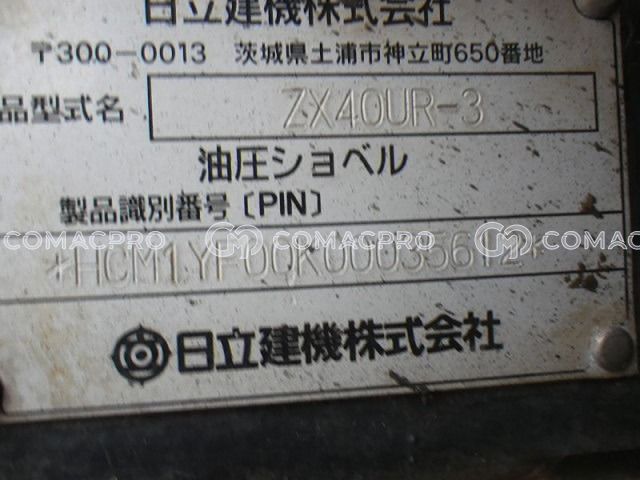 日立建機株式会社
〒300-0013 茨城県土浦市神立町650番地
品型式名 ZX40UR-3
油圧ショベル
製品識別番号〔PIN〕
COMACPRO COMACPRO COMACPRO COMAC
日立建機株式会社